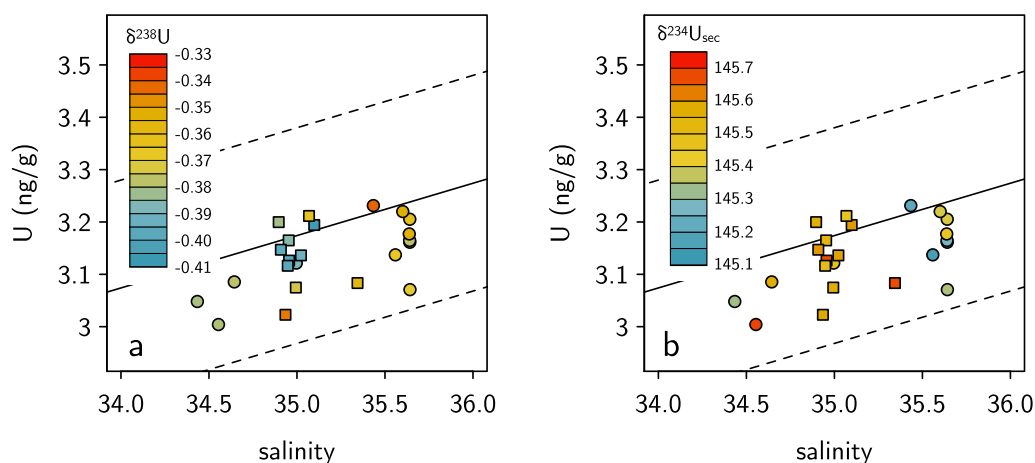 δ²³⁸U
-0.33
-0.34
-0.35
-0.36
-0.37
-0.38
-0.39
-0.40
-0.41
3.5
3.4
3.3
3.2
3.1
3
U (ng/g)
a
34.0 34.5 35.0 35.5 36.0
salinity
δ²³⁴Usec
145.7
145.6
145.5
145.4
145.3
145.2
145.1
3.5
3.4
3.3
3.2
3.1
3
U (ng/g)
b
34.0 34.5 35.0 35.5 36.0
salinity